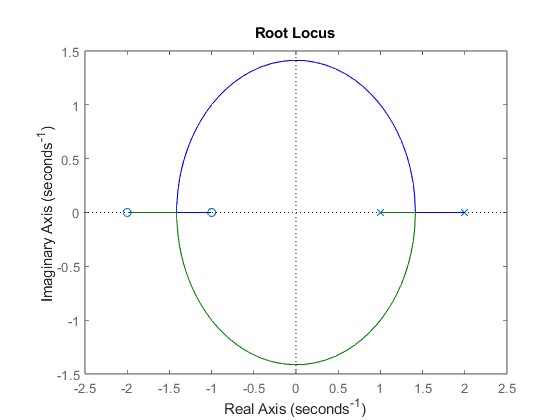 Root Locus
1.5
1
0.5
0
-0.5
-1
-1.5
Imaginary Axis (seconds⁻¹)
-2.5 -2 -1.5 -1 -0.5 0 0.5 1 1.5 2 2.5
Real Axis (seconds⁻¹)